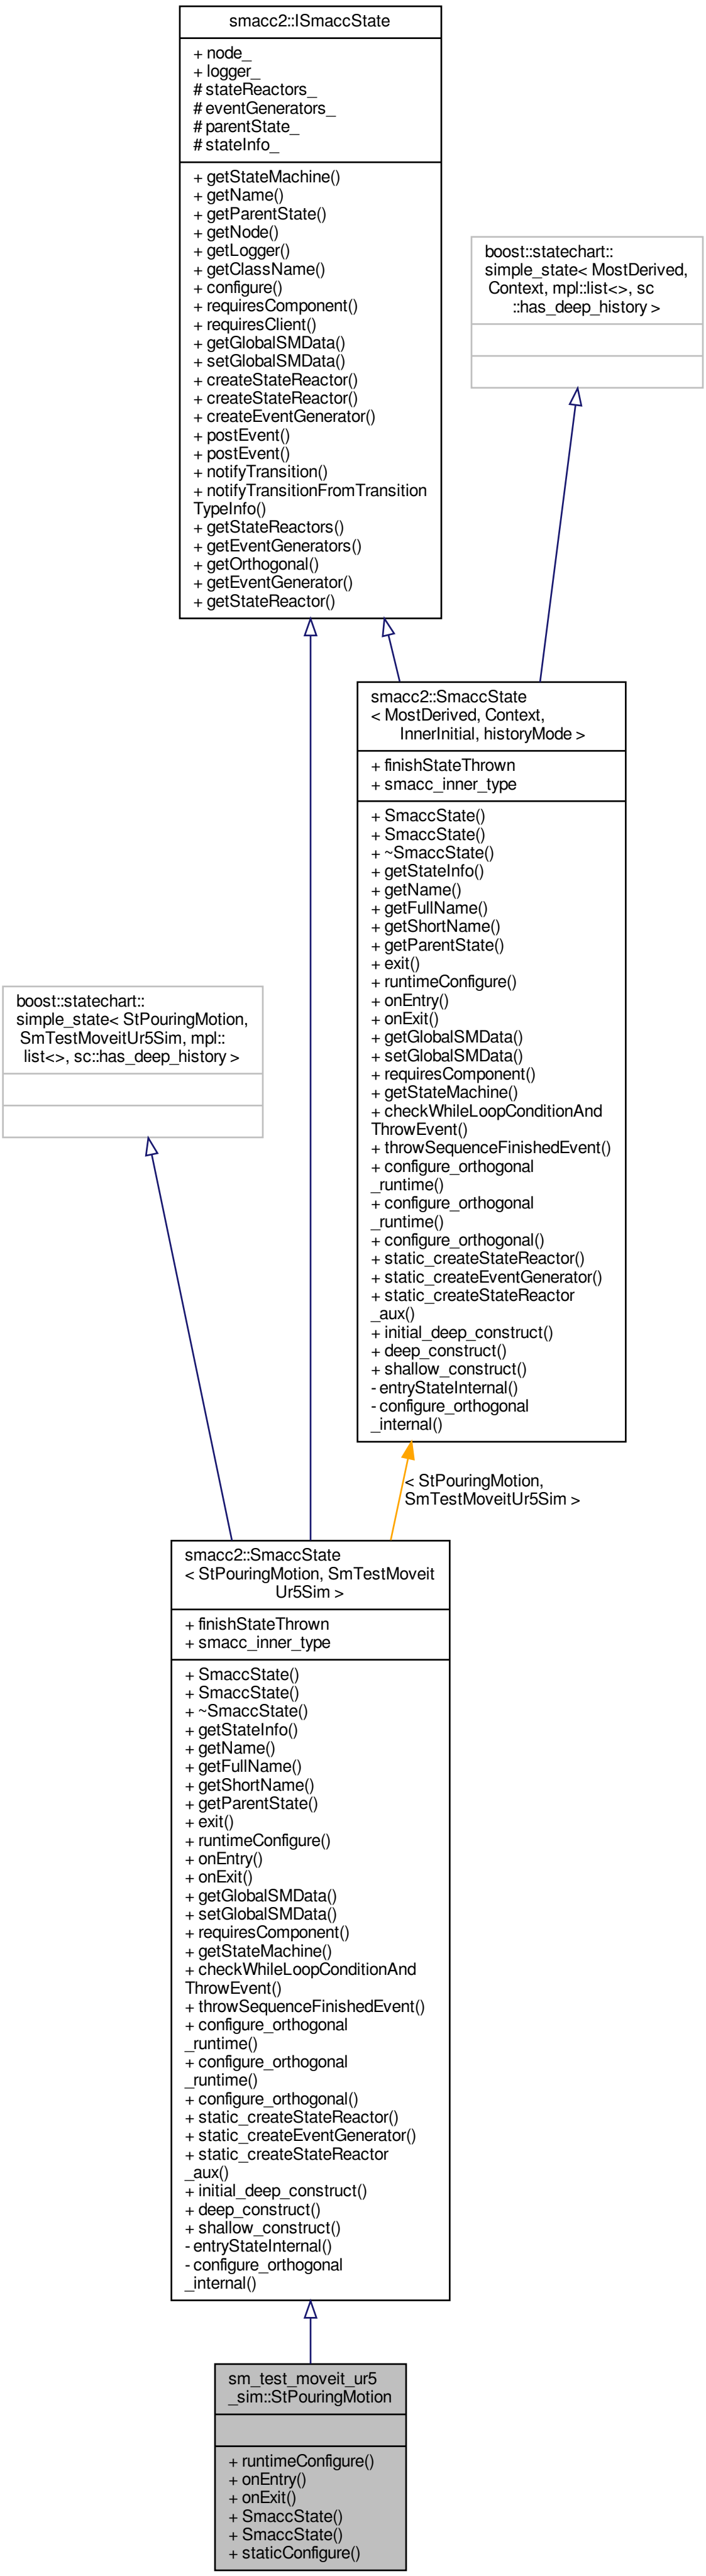 smacc2::ISmaccState
+ node_
+ logger_
# stateReactors_
# eventGenerators_
# parentState_
# stateInfo_
+ getStateMachine()
+ getName()
+ getParentState()
+ getNode()
+ getLogger()
+ getClassName()
+ configure()
+ requiresComponent()
+ requiresClient()
+ getGlobalSMData()
+ setGlobalSMData()
+ createStateReactor()
+ createStateReactor()
+ createEventGenerator()
+ postEvent()
+ postEvent()
+ notifyTransition()
+ notifyTransitionFromTransition
TypeInfo()
+ getStateReactors()
+ getEventGenerators()
+ getOrthogonal()
+ getEventGenerator()
+ getStateReactor()
boost::statechart::
simple_state< MostDerived,
Context, mpl::list<>, sc
::has_deep_history >
smacc2::SmaccState
< MostDerived, Context,
InnerInitial, historyMode >
+ finishStateThrown
+ smacc_inner_type
+ SmaccState()
+ SmaccState()
+ ~SmaccState()
+ getStateInfo()
+ getName()
+ getFullName()
+ getShortName()
+ getParentState()
+ exit()
+ runtimeConfigure()
+ onEntry()
+ onExit()
+ getGlobalSMData()
+ setGlobalSMData()
+ requiresComponent()
+ getStateMachine()
+ checkWhileLoopConditionAnd
ThrowEvent()
+ throwSequenceFinishedEvent()
+ configure_orthogonal
_runtime()
+ configure_orthogonal
_runtime()
+ configure_orthogonal()
+ static_createStateReactor()
+ static_createEventGenerator()
+ static_createStateReactor
_aux()
+ initial_deep_construct()
+ deep_construct()
+ shallow_construct()
- entryStateInternal()
- configure_orthogonal
_internal()
boost::statechart::
simple_state< StPouringMotion,
SmTestMoveitUr5Sim, mpl::
list<>, sc::has_deep_history >
< StPouringMotion,
SmTestMoveitUr5Sim >
smacc2::SmaccState
< StPouringMotion, SmTestMoveit
Ur5Sim >
+ finishStateThrown
+ smacc_inner_type
+ SmaccState()
+ SmaccState()
+ ~SmaccState()
+ getStateInfo()
+ getName()
+ getFullName()
+ getShortName()
+ getParentState()
+ exit()
+ runtimeConfigure()
+ onEntry()
+ onExit()
+ getGlobalSMData()
+ setGlobalSMData()
+ requiresComponent()
+ getStateMachine()
+ checkWhileLoopConditionAnd
ThrowEvent()
+ throwSequenceFinishedEvent()
+ configure_orthogonal
_runtime()
+ configure_orthogonal
_runtime()
+ configure_orthogonal()
+ static_createStateReactor()
+ static_createEventGenerator()
+ static_createStateReactor
_aux()
+ initial_deep_construct()
+ deep_construct()
+ shallow_construct()
- entryStateInternal()
- configure_orthogonal
_internal()
sm_test_moveit_ur5
_sim::StPouringMotion
+ runtimeConfigure()
+ onEntry()
+ onExit()
+ SmaccState()
+ SmaccState()
+ staticConfigure()